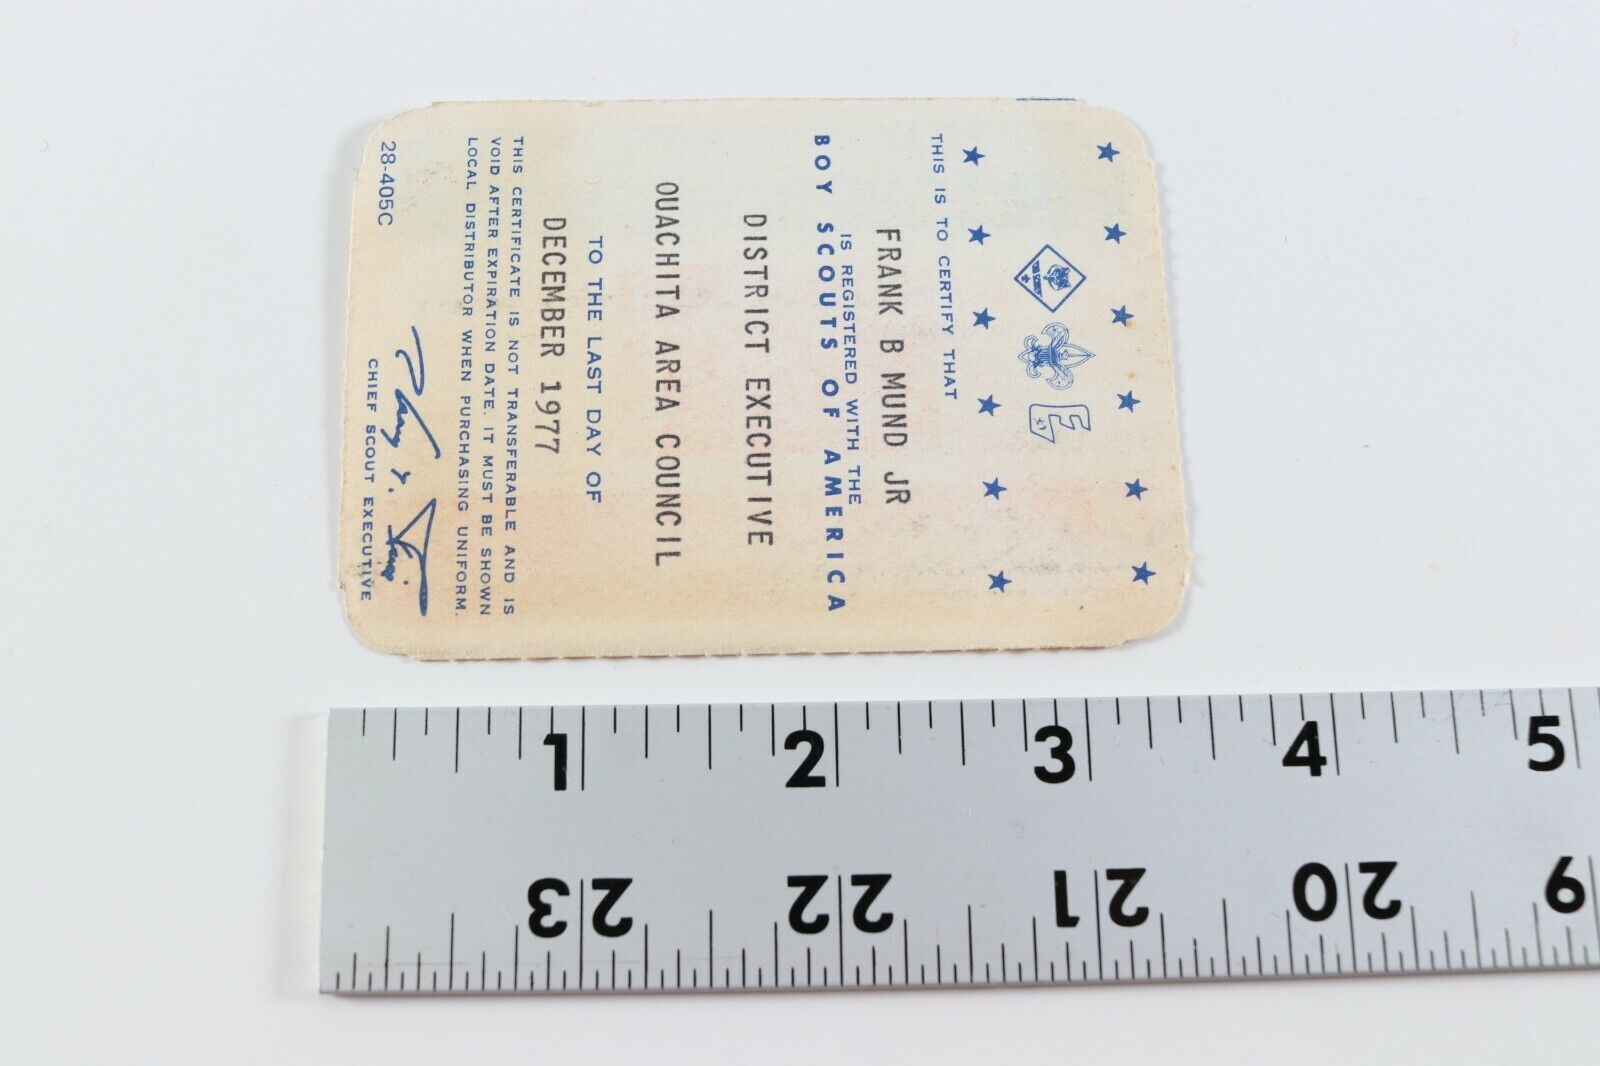 THIS IS TO CERTIFY THAT
FRANK B MUND JR
IS REGISTERED WITH THE
BOY SCOUTS OF AMERICA
DISTRICT EXECUTIVE
OUACHITA AREA COUNCIL
TO THE LAST DAY OF
DECEMBER 1977
THIS CERTIFICATE IS NOT TRANSFERABLE AND IS
VOID AFTER EXPIRATION DATE. IT MUST BE SHOWN
LOCAL DISTRIBUTOR WHEN PURCHASING UNIFORM.
CHIEF SCOUT EXECUTIVE
28-405C
1 2 3 4 5
23 22 21 20